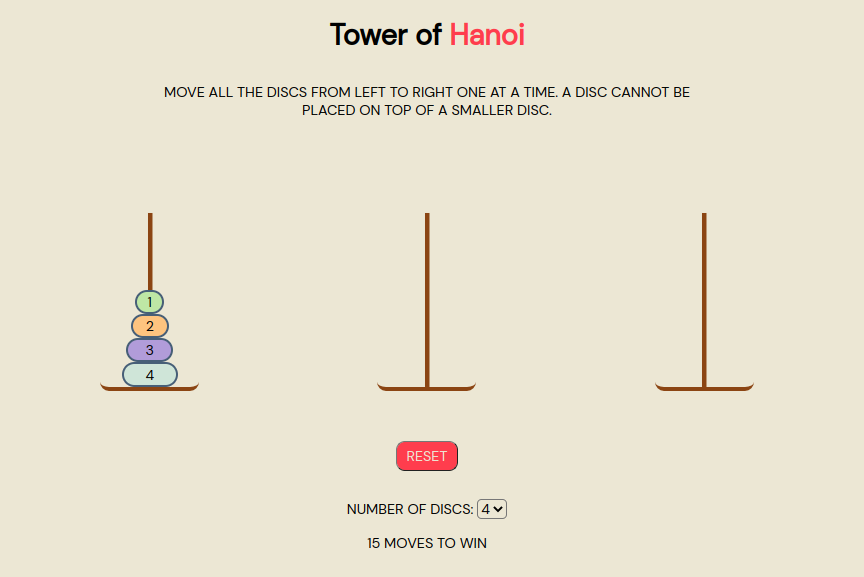 Tower of Hanoi
MOVE ALL THE DISCS FROM LEFT TO RIGHT ONE AT A TIME. A DISC CANNOT BE
PLACED ON TOP OF A SMALLER DISC.
1
2
3
4
RESET
NUMBER OF DISCS: 4
15 MOVES TO WIN